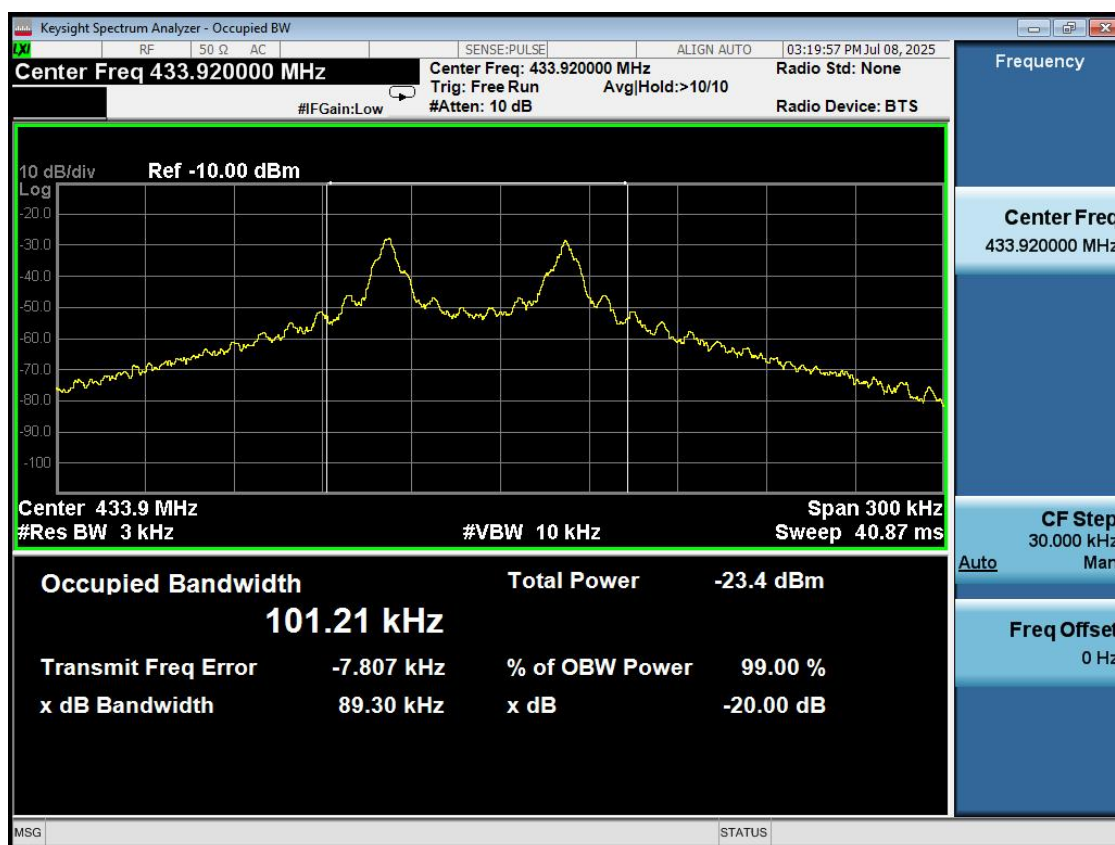 Keysight Spectrum Analyzer - Occupied BW
LXI RF 50 Ω AC SENSE:PULSE ALIGN AUTO 03:19:57 PM Jul 08, 2025
Center Freq 433.920000 MHz
#IFGain:Low
Center Freq: 433.920000 MHz
Trig: Free Run Avg|Hold:>10/10
#Atten: 10 dB
Radio Std: None
Radio Device: BTS
10 dB/div Ref -10.00 dBm
Log
-20.0
-30.0
-40.0
-50.0
-60.0
-70.0
-80.0
-90.0
-100
Center 433.9 MHz Span 300 kHz
#Res BW 3 kHz #VBW 10 kHz Sweep 40.87 ms
Occupied Bandwidth
101.21 kHz
Total Power -23.4 dBm
Transmit Freq Error -7.807 kHz % of OBW Power 99.00 %
x dB Bandwidth 89.30 kHz x dB -20.00 dB
MSG STATUS
Frequency
Center Freq
433.920000 MHz
CF Step
30.000 kHz
Auto Man
Freq Offset
0 Hz